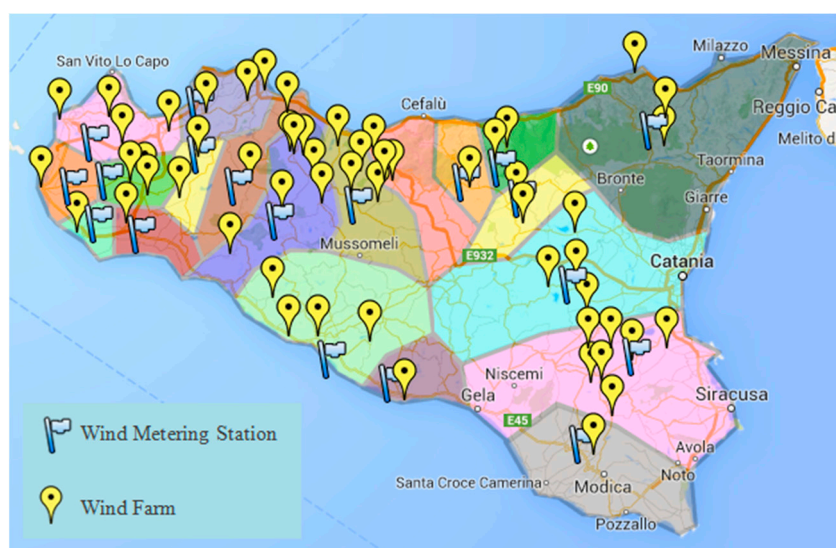 San Vito Lo Capo
Milazzo
Messina
E90
Cefalù
Reggio Ca
Melito d
Taormina
Bronte
Giarre
Mussomeli
E932
Catania
Niscemi
Gela
Siracusa
E45
Wind Metering Station
Avola
Noto
Santa Croce Camerina
Modica
Wind Farm
Pozzallo